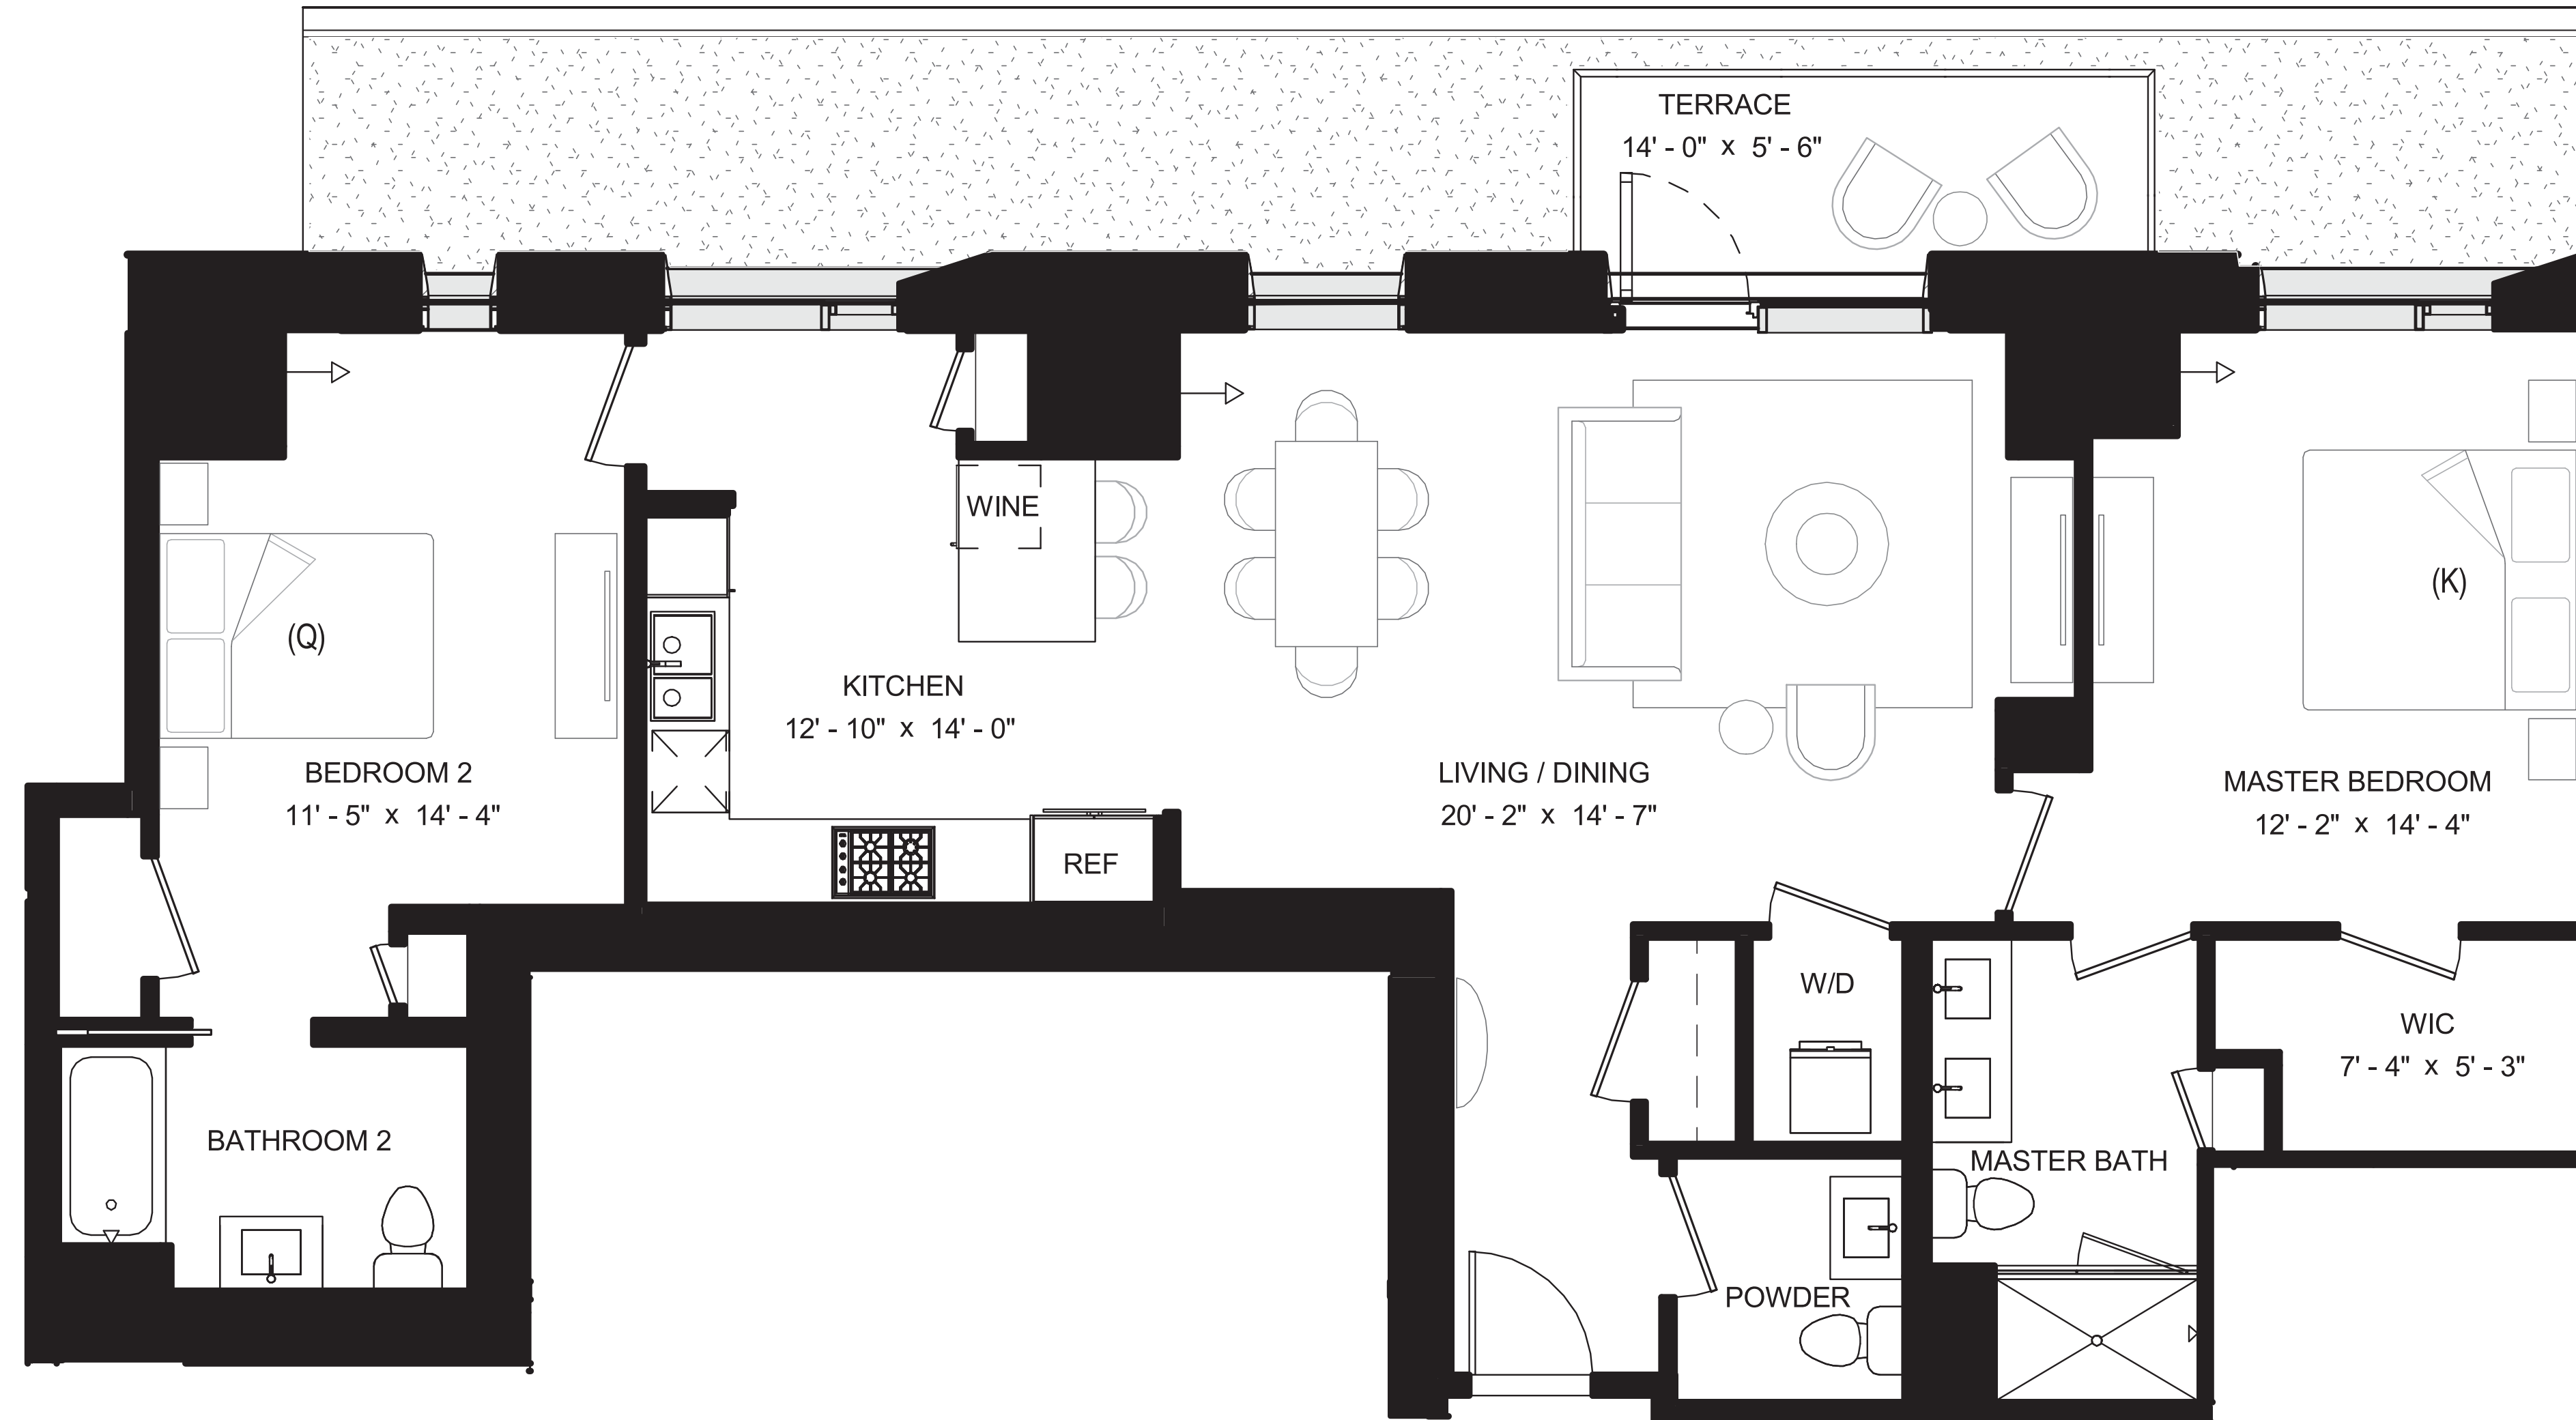 TERRACE
14' - 0" x 5' - 6"
WINE
(Q)
(K)
KITCHEN
12' - 10" x 14' - 0"
BEDROOM 2
11' - 5" x 14' - 4"
LIVING / DINING
20' - 2" x 14' - 7"
MASTER BEDROOM
12' - 2" x 14' - 4"
REF
W/D
WIC
7' - 4" x 5' - 3"
BATHROOM 2
MASTER BATH
POWDER